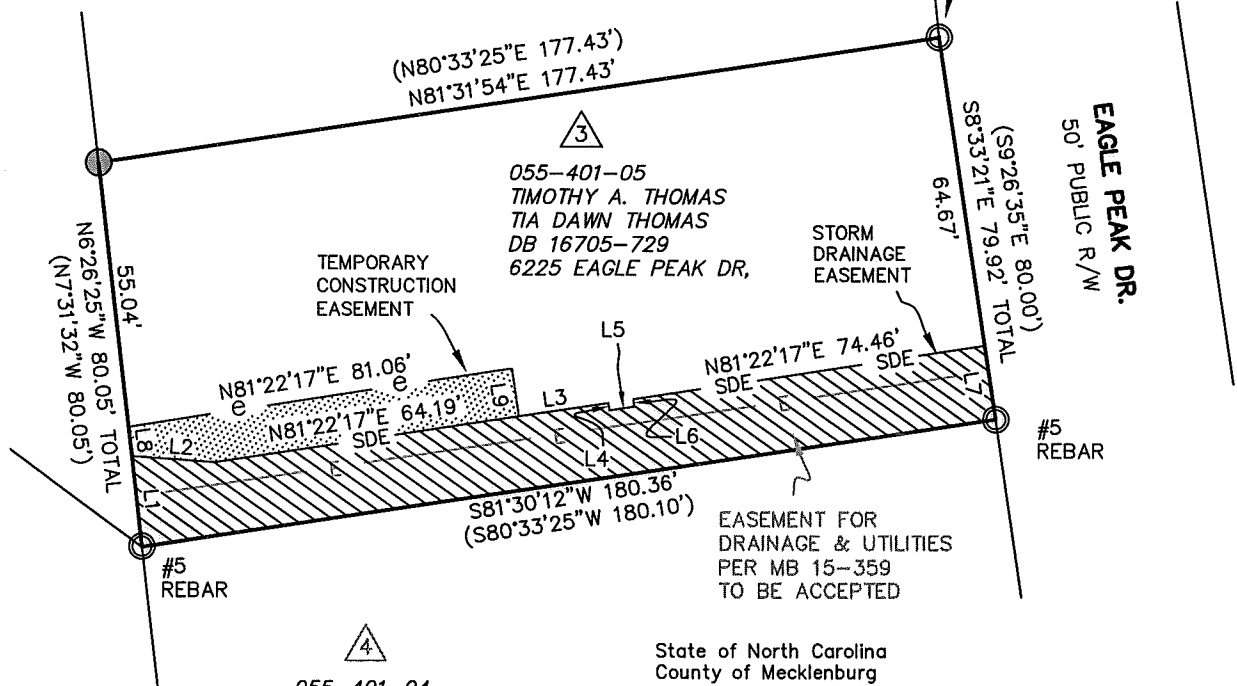 (N80°33'25"E 177.43')
N81°31'54"E 177.43'
3
055-401-05
TIMOTHY A. THOMAS
TIA DAWN THOMAS
DB 16705-729
6225 EAGLE PEAK DR,
EAGLE PEAK DR.
50' PUBLIC R/W
(S9°26'35"E 80.00')
S8°33'21"E 79.92' TOTAL
64.67'
STORM
DRAINAGE
EASEMENT
TEMPORARY
CONSTRUCTION
EASEMENT
55.04'
N6°26'25"W 80.05' TOTAL
(N7°31'32"W 80.05')
L5
N81°22'17"E 74.46'
SDE
SDE
N81°22'17"E 81.06'
e
e
L9
L3
L8
L2
N81°22'17"E 64.19'
SDE
L7
E
E
E
L4
L6
L1
#5
REBAR
S81°30'12"W 180.36'
(S80°33'25"W 180.10')
EASEMENT FOR
DRAINAGE & UTILITIES
PER MB 15-359
TO BE ACCEPTED
#5
REBAR
4
State of North Carolina
County of Mecklenburg
055-401-04